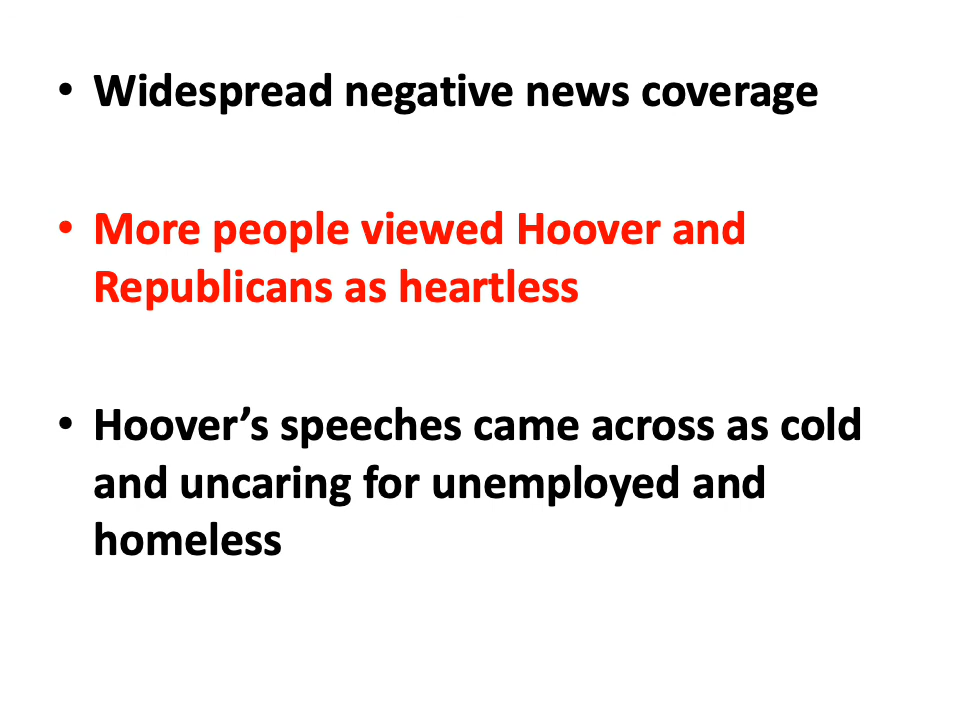 • Widespread negative news coverage
• More people viewed Hoover and
Republicans as heartless
• Hoover’s speeches came across as cold
and uncaring for unemployed and
homeless